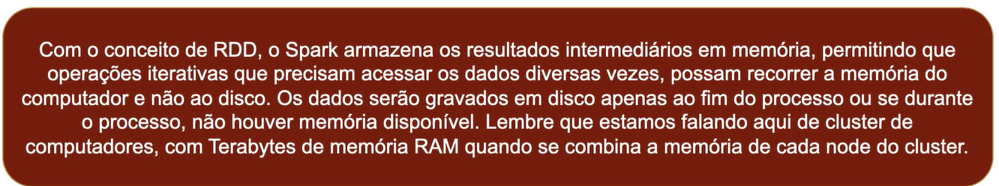 Com o conceito de RDD, o Spark armazena os resultados intermediários em memória, permitindo que
operações iterativas que precisam acessar os dados diversas vezes, possam recorrer a memória do
computador e não ao disco. Os dados serão gravados em disco apenas ao fim do processo ou se durante
o processo, não houver memória disponível. Lembre que estamos falando aqui de cluster de
computadores, com Terabytes de memória RAM quando se combina a memória de cada node do cluster.